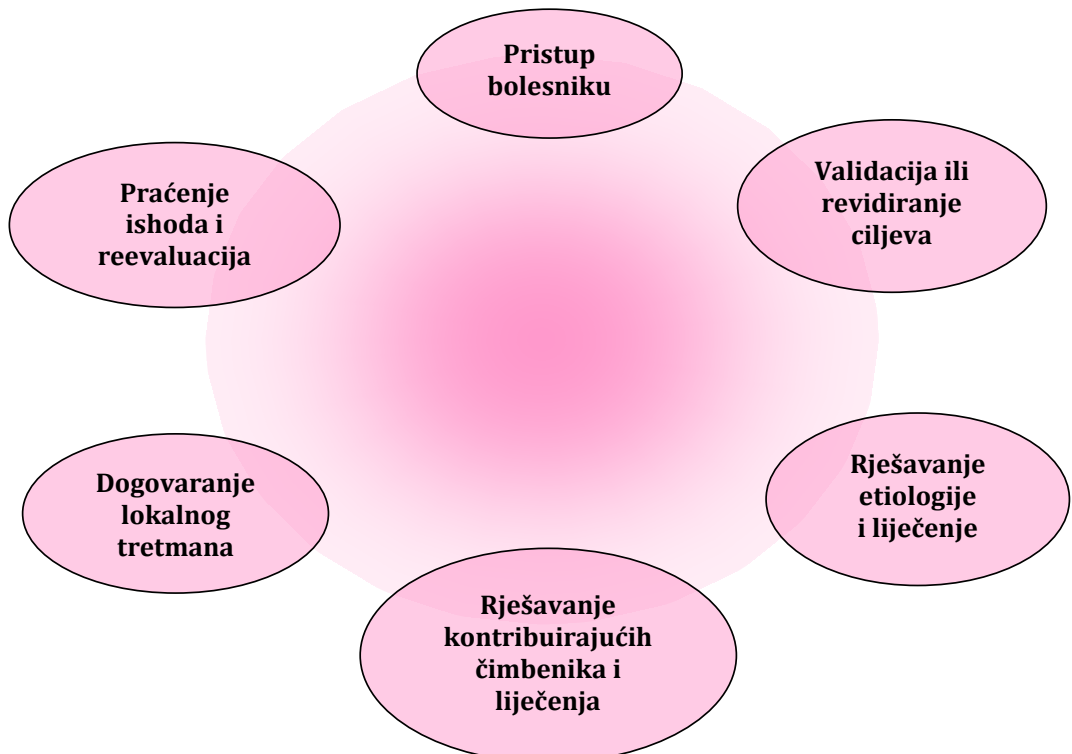 Pristup
bolesniku
Validacija ili
revidiranje
ciljeva
Rješavanje
etiologije
i liječenje
Rješavanje
kontribuirajućih
čimbenika i
liječenja
Dogovaranje
lokalnog
tretmana
Praćenje
ishoda i
reevaluacija